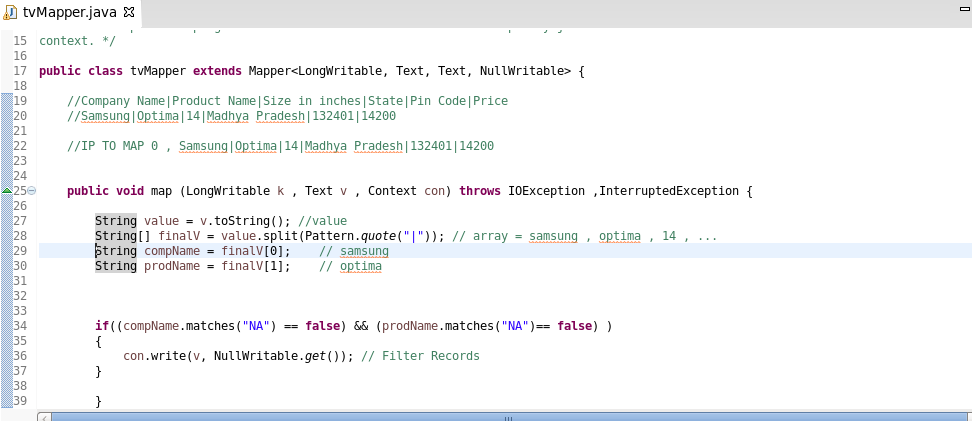 tvMapper.java
15 context. */
16
17 public class tvMapper extends Mapper<LongWritable, Text, Text, NullWritable> {
18
19 //Company Name|Product Name|Size in inches|State|Pin Code|Price
20 //Samsung|Optima|14|Madhya Pradesh|132401|14200
21
22 //IP TO MAP 0 , Samsung|Optima|14|Madhya Pradesh|132401|14200
23
24
25 public void map (LongWritable k , Text v , Context con) throws IOException ,InterruptedException {
26
27 String value = v.toString(); //value
28 String[] finalV = value.split(Pattern.quote("|")); // array = samsung , optima , 14 , ...
29 String compName = finalV[0]; // samsung
30 String prodName = finalV[1]; // optima
31
32
33
34 if((compName.matches("NA") == false) && (prodName.matches("NA")== false) )
35 {
36 con.write(v, NullWritable.get()); // Filter Records
37 }
38
39 }